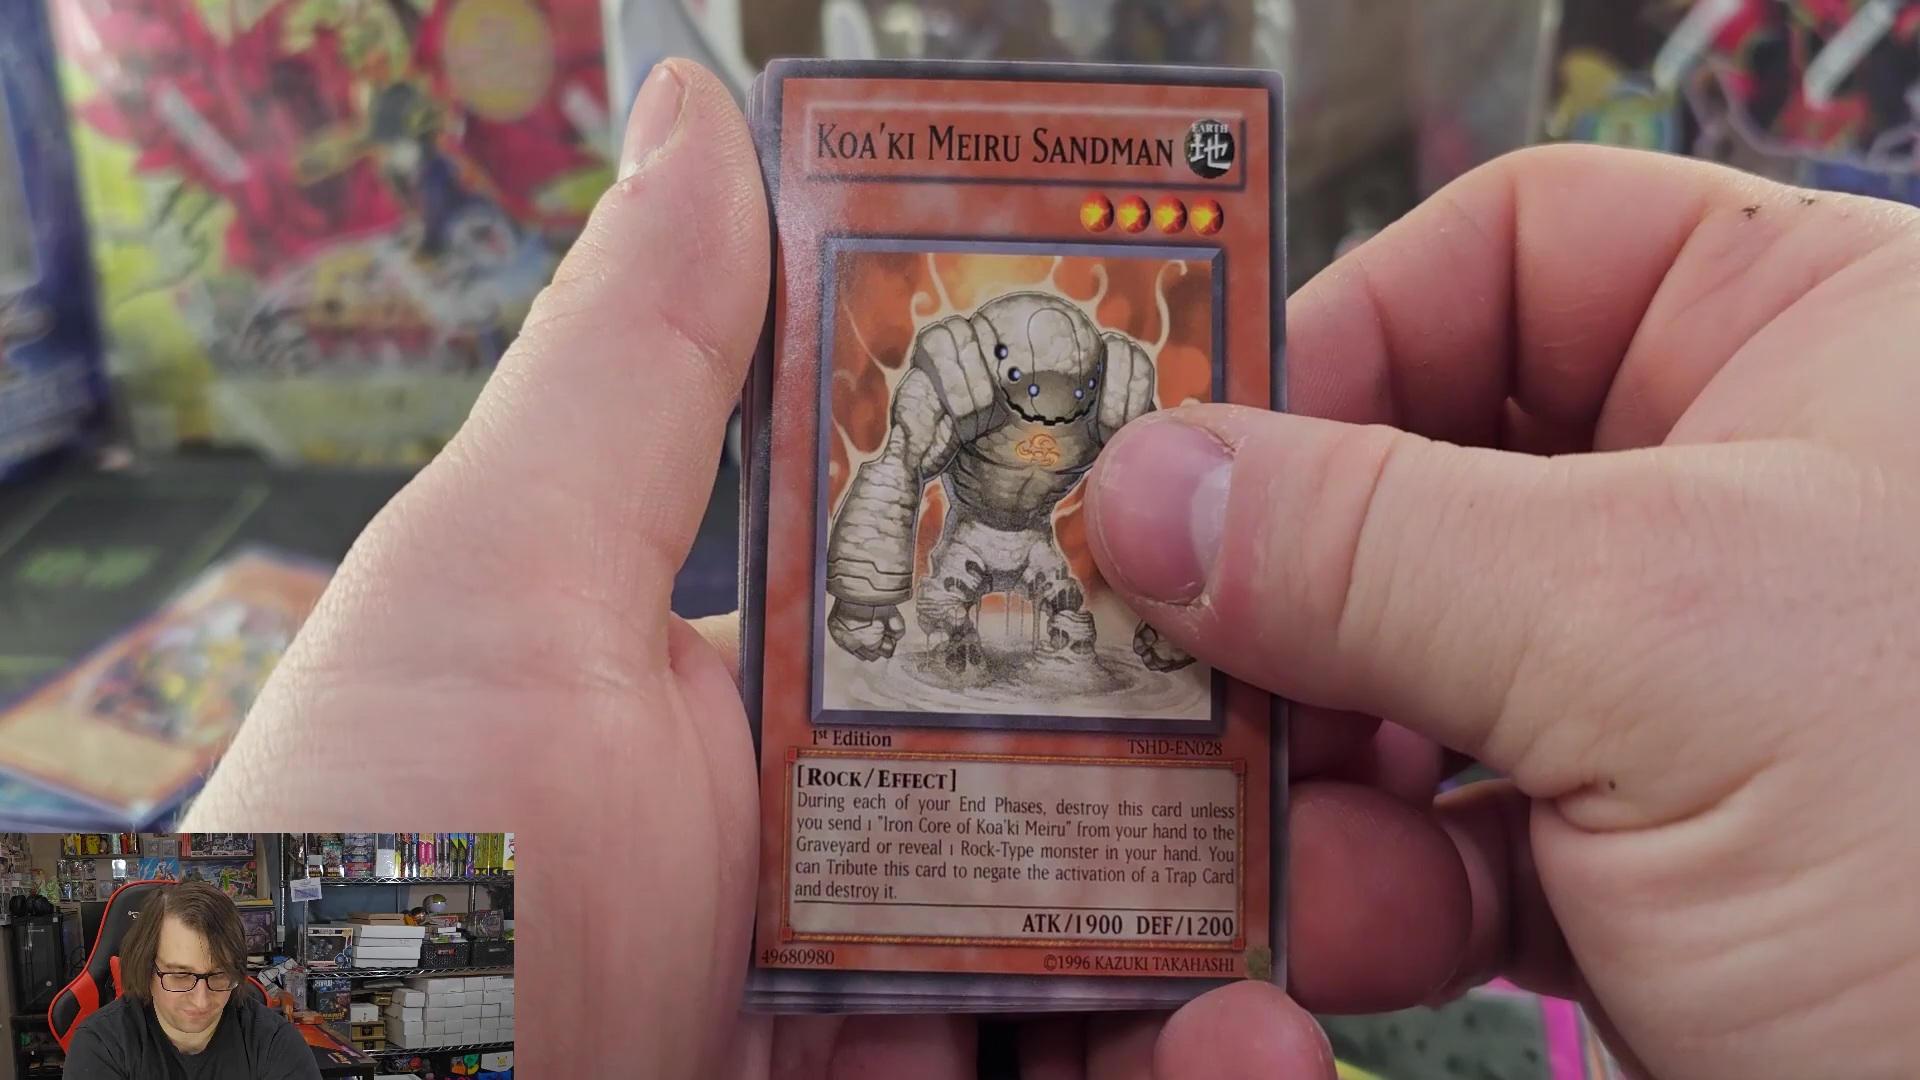 KOA'KI MEIRU SANDMAN
EARTH
地
1st Edition
TSHD-EN028
[ROCK/EFFECT]
During each of your End Phases, destroy this card unless
you send 1 "Iron Core of Koa'ki Meiru" from your hand to the
Graveyard or reveal 1 Rock-Type monster in your hand. You
can Tribute this card to negate the activation of a Trap Card
and destroy it.
ATK/1900 DEF/1200
49680980
©1996 KAZUKI TAKAHASHI